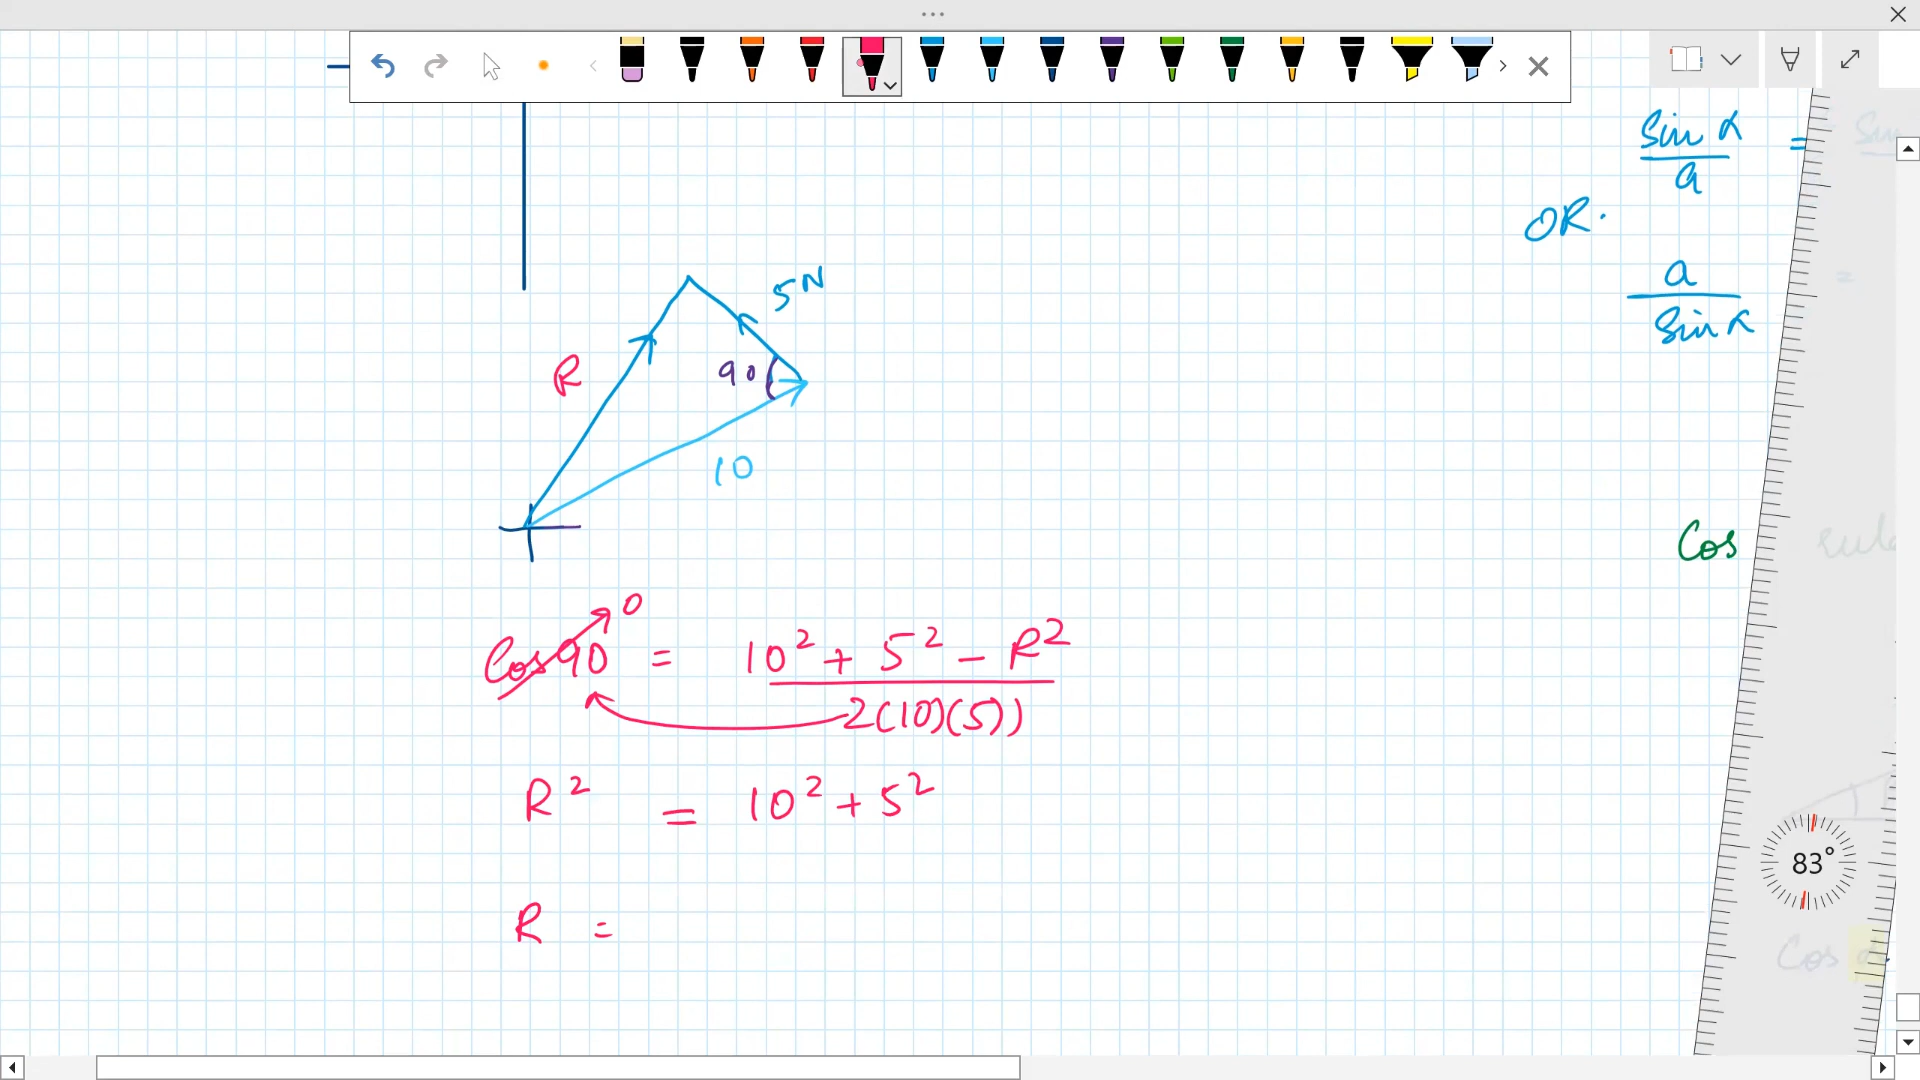 sin α =
a
OR.
a
sin α
5N
R
90
10
Cos
0
Cos 90 = 10² + 5² - R²
2(10)(5))
R² = 10² + 5²
83°
R =
Cos